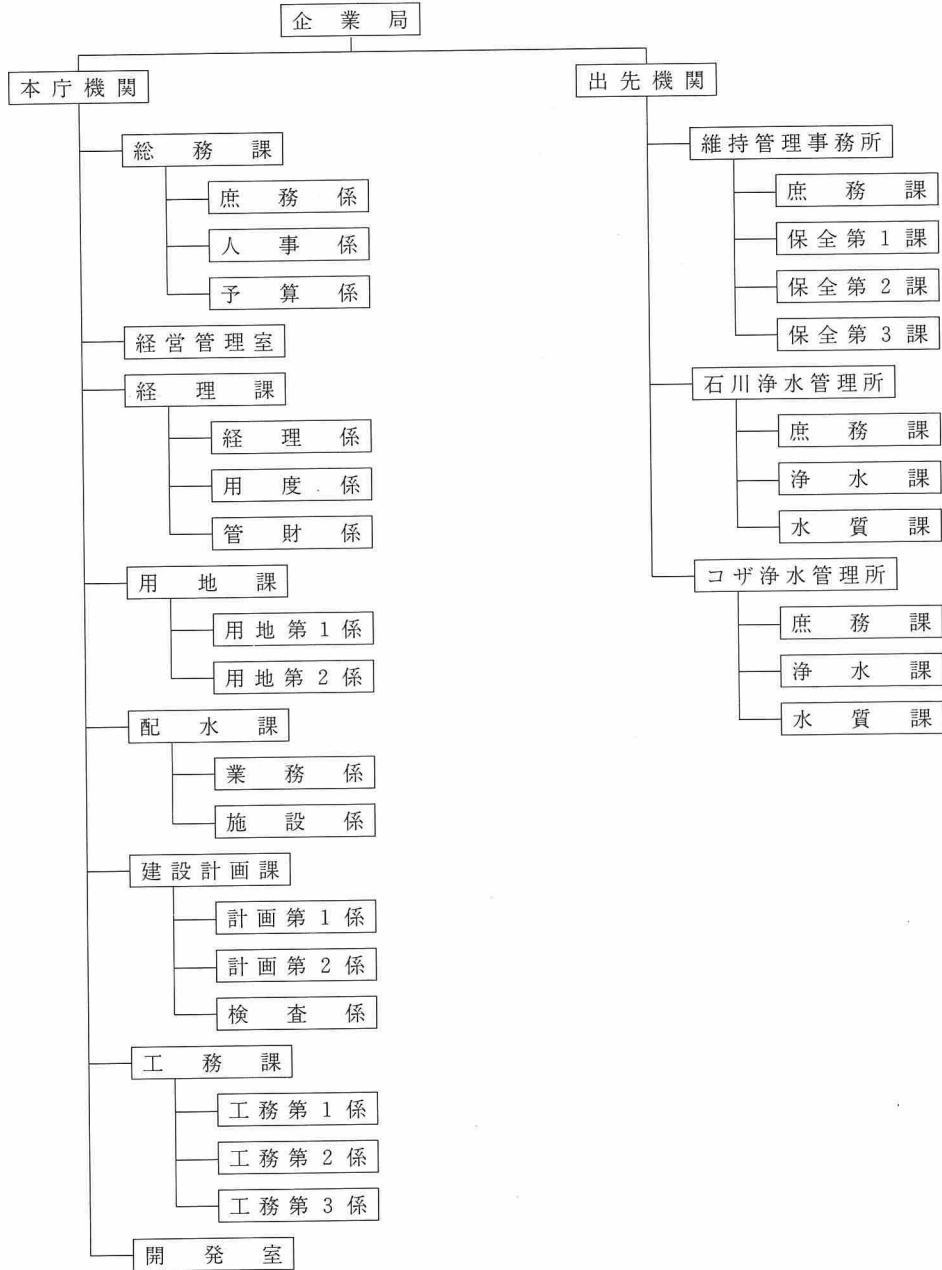 企業局
本庁機関
総務課
庶務係
人事係
予算係
経営管理室
経理課
経理係
用度係
管財係
用地課
用地第1係
用地第2係
配水課
業務係
施設係
建設計画課
計画第1係
計画第2係
検査係
工務課
工務第1係
工務第2係
工務第3係
開発室
出先機関
維持管理事務所
庶務課
保全第1課
保全第2課
保全第3課
石川浄水管理所
庶務課
浄水課
水質課
コザ浄水管理所
庶務課
浄水課
水質課